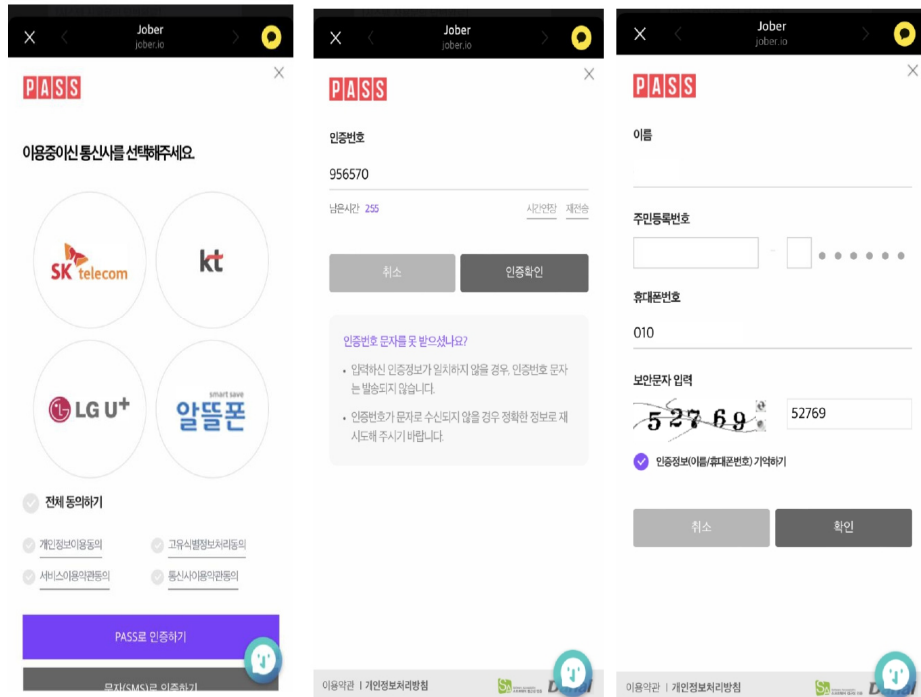 Jober
jober.io
PASS
이용중이신 통신사를 선택해주세요.
SK telecom
kt
LG U+
smart save
알뜰폰
전체 동의하기
개인정보이용동의
고유식별정보처리동의
서비스이용약관동의
통신사이용약관동의
PASS로 인증하기
문자(SMS)로 인증하기
Jober
jober.io
PASS
인증번호
956570
남은시간 255
시간연장 재전송
취소
인증확인
인증번호 문자를 못 받으셨나요?
• 입력하신 인증정보가 일치하지 않을 경우, 인증번호 문자
는 발송되지 않습니다.
• 인증번호가 문자로 수신되지 않을 경우 정확한 정보로 재
시도해 주시기 바랍니다.
이용약관 | 개인정보처리방침
Jober
jober.io
PASS
이름
주민등록번호
휴대폰번호
010
보안문자 입력
52769
52769
인증정보(이름/휴대폰번호) 기억하기
취소
확인
이용약관 | 개인정보처리방침